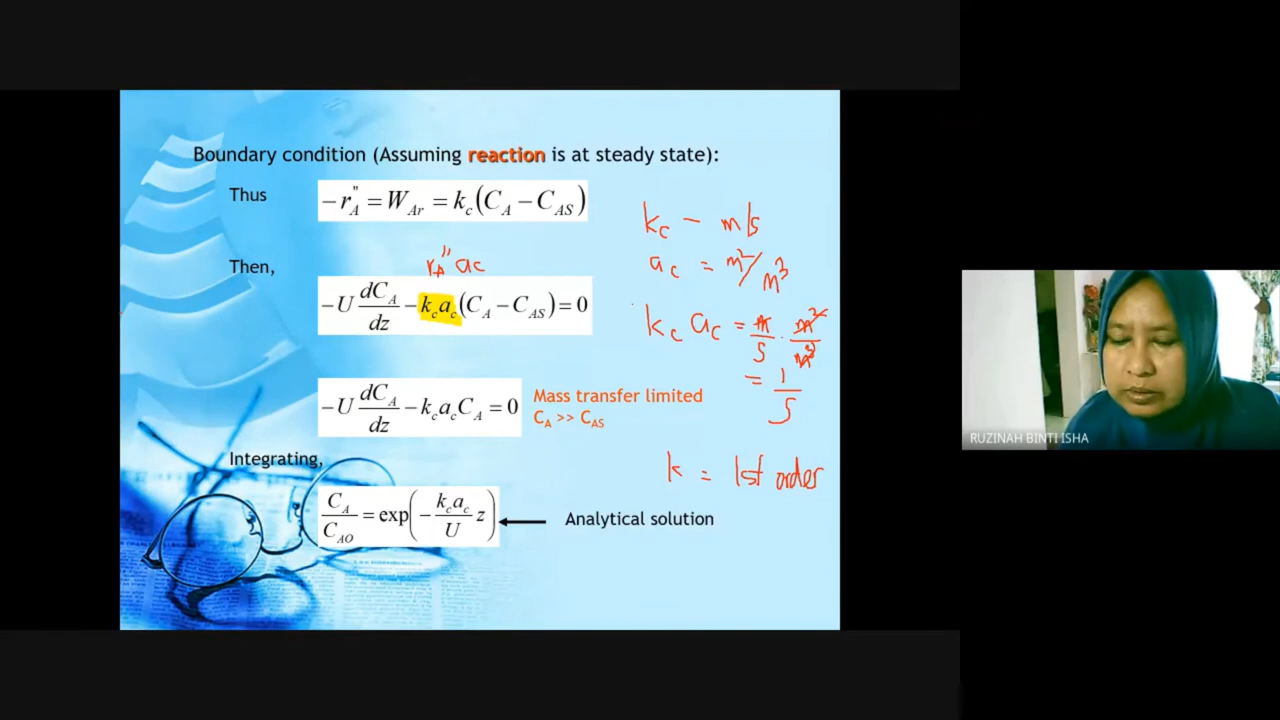 Boundary condition (Assuming reaction is at steady state):
Thus
−r_A'' = W_Ar = k_c(C_A − C_AS)
k_c − m/s
Then,
r_A'' a_c
a_c = m²/m³
−U dC_A/dz − k_c a_c(C_A − C_AS) = 0
k_c a_c = m/s · m²/m³
= 1/s
−U dC_A/dz − k_c a_c C_A = 0
Mass transfer limited
C_A >> C_AS
RUZINAH BINTI ISHA
Integrating,
k = 1st order
C_A/C_AO = exp(−k_c a_c/U z)
Analytical solution